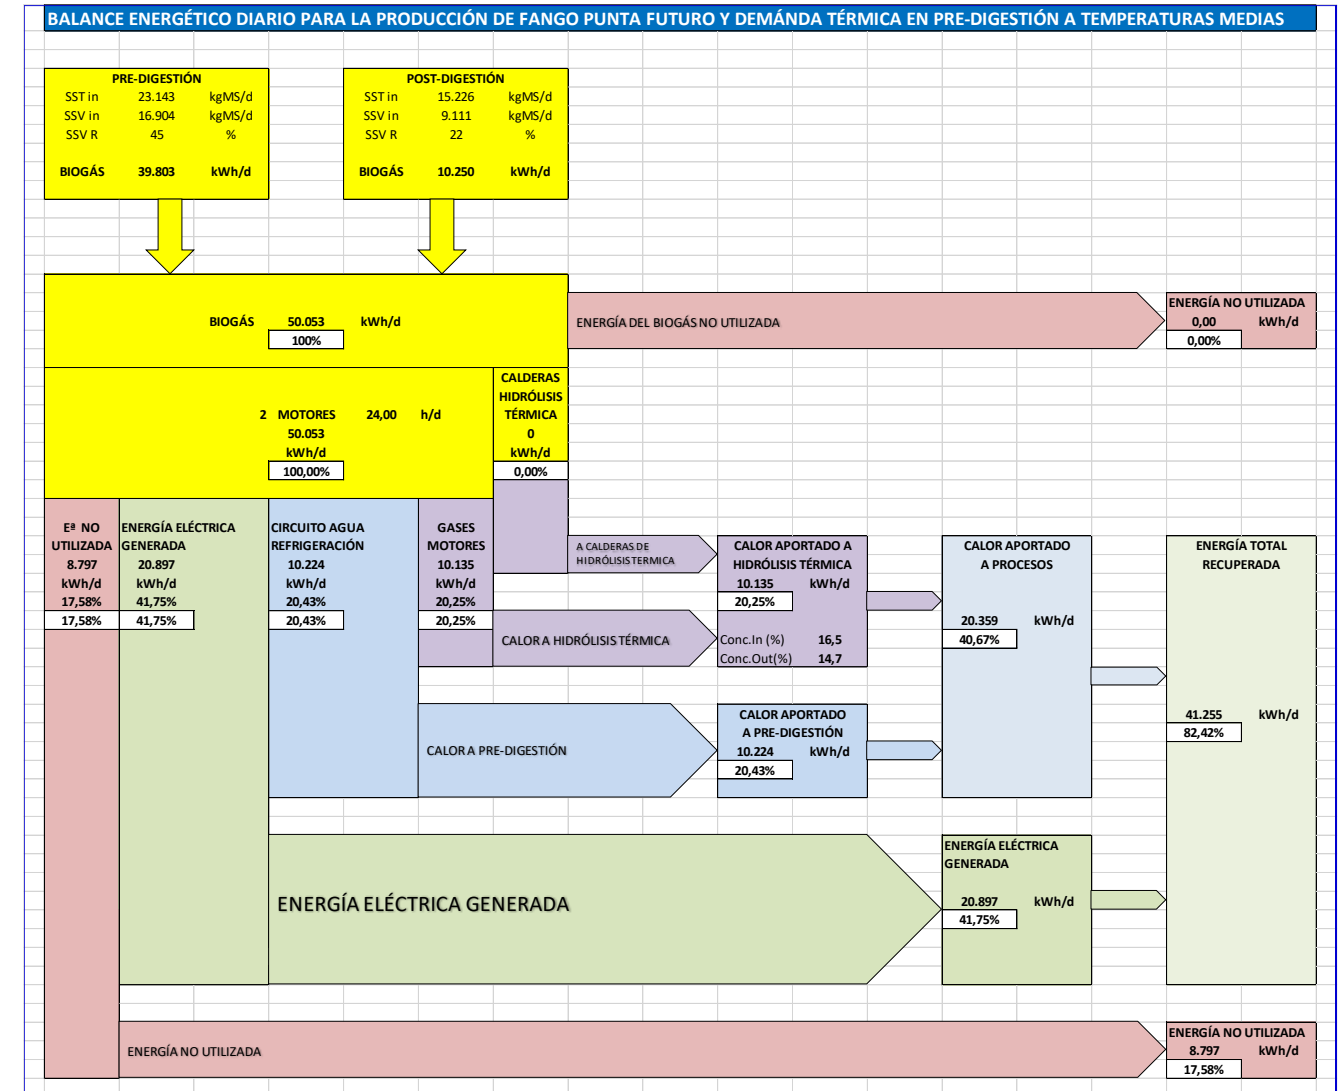 BALANCE ENERGÉTICO DIARIO PARA LA PRODUCCIÓN DE FANGO PUNTA FUTURO Y DEMÁNDA TÉRMICA EN PRE-DIGESTIÓN A TEMPERATURAS MEDIAS
PRE-DIGESTIÓN
SST in 23.143 kgMS/d
SSV in 16.904 kgMS/d
SSV R 45 %
BIOGÁS 39.803 kWh/d
POST-DIGESTIÓN
SST in 15.226 kgMS/d
SSV in 9.111 kgMS/d
SSV R 22 %
BIOGÁS 10.250 kWh/d
BIOGÁS 50.053 kWh/d
100%
ENERGÍA DEL BIOGÁS NO UTILIZADA
ENERGÍA NO UTILIZADA
0,00 kWh/d
0,00%
2 MOTORES 24,00 h/d
50.053
kWh/d
100,00%
CALDERAS
HIDRÓLISIS
TÉRMICA
0
kWh/d
0,00%
Eª NO
UTILIZADA
8.797
kWh/d
17,58%
17,58%
ENERGÍA ELÉCTRICA
GENERADA
20.897
kWh/d
41,75%
41,75%
CIRCUITO AGUA
REFRIGERACIÓN
10.224
kWh/d
20,43%
20,43%
GASES
MOTORES
10.135
kWh/d
20,25%
20,25%
A CALDERAS DE
HIDRÓLISIS TERMICA
CALOR A HIDRÓLISIS TÉRMICA
CALOR APORTADO A
HIDRÓLISIS TÉRMICA
10.135 kWh/d
20,25%
Conc.In (%) 16,5
Conc.Out(%) 14,7
CALOR APORTADO
A PROCESOS
20.359 kWh/d
40,67%
ENERGÍA TOTAL
RECUPERADA
41.255 kWh/d
82,42%
CALOR A PRE-DIGESTIÓN
CALOR APORTADO
A PRE-DIGESTIÓN
10.224 kWh/d
20,43%
ENERGÍA ELÉCTRICA GENERADA
ENERGÍA ELÉCTRICA
GENERADA
20.897 kWh/d
41,75%
ENERGÍA NO UTILIZADA
ENERGÍA NO UTILIZADA
8.797 kWh/d
17,58%